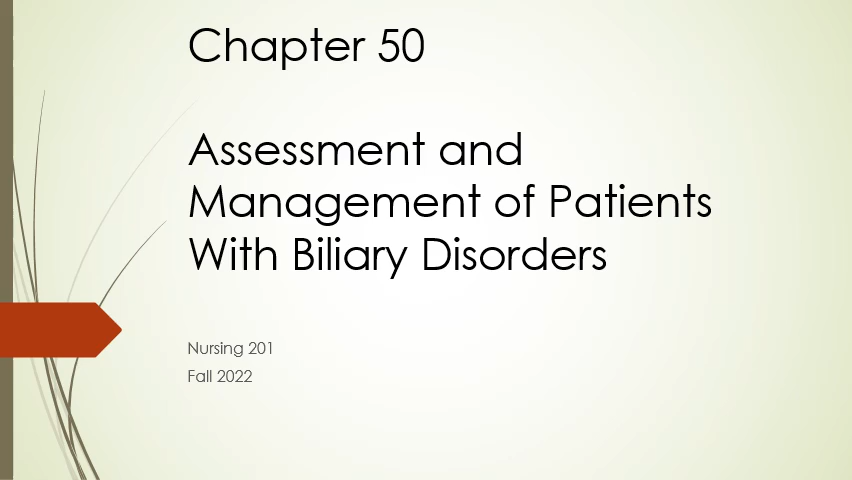 Chapter 50
Assessment and
Management of Patients
With Biliary Disorders
Nursing 201
Fall 2022